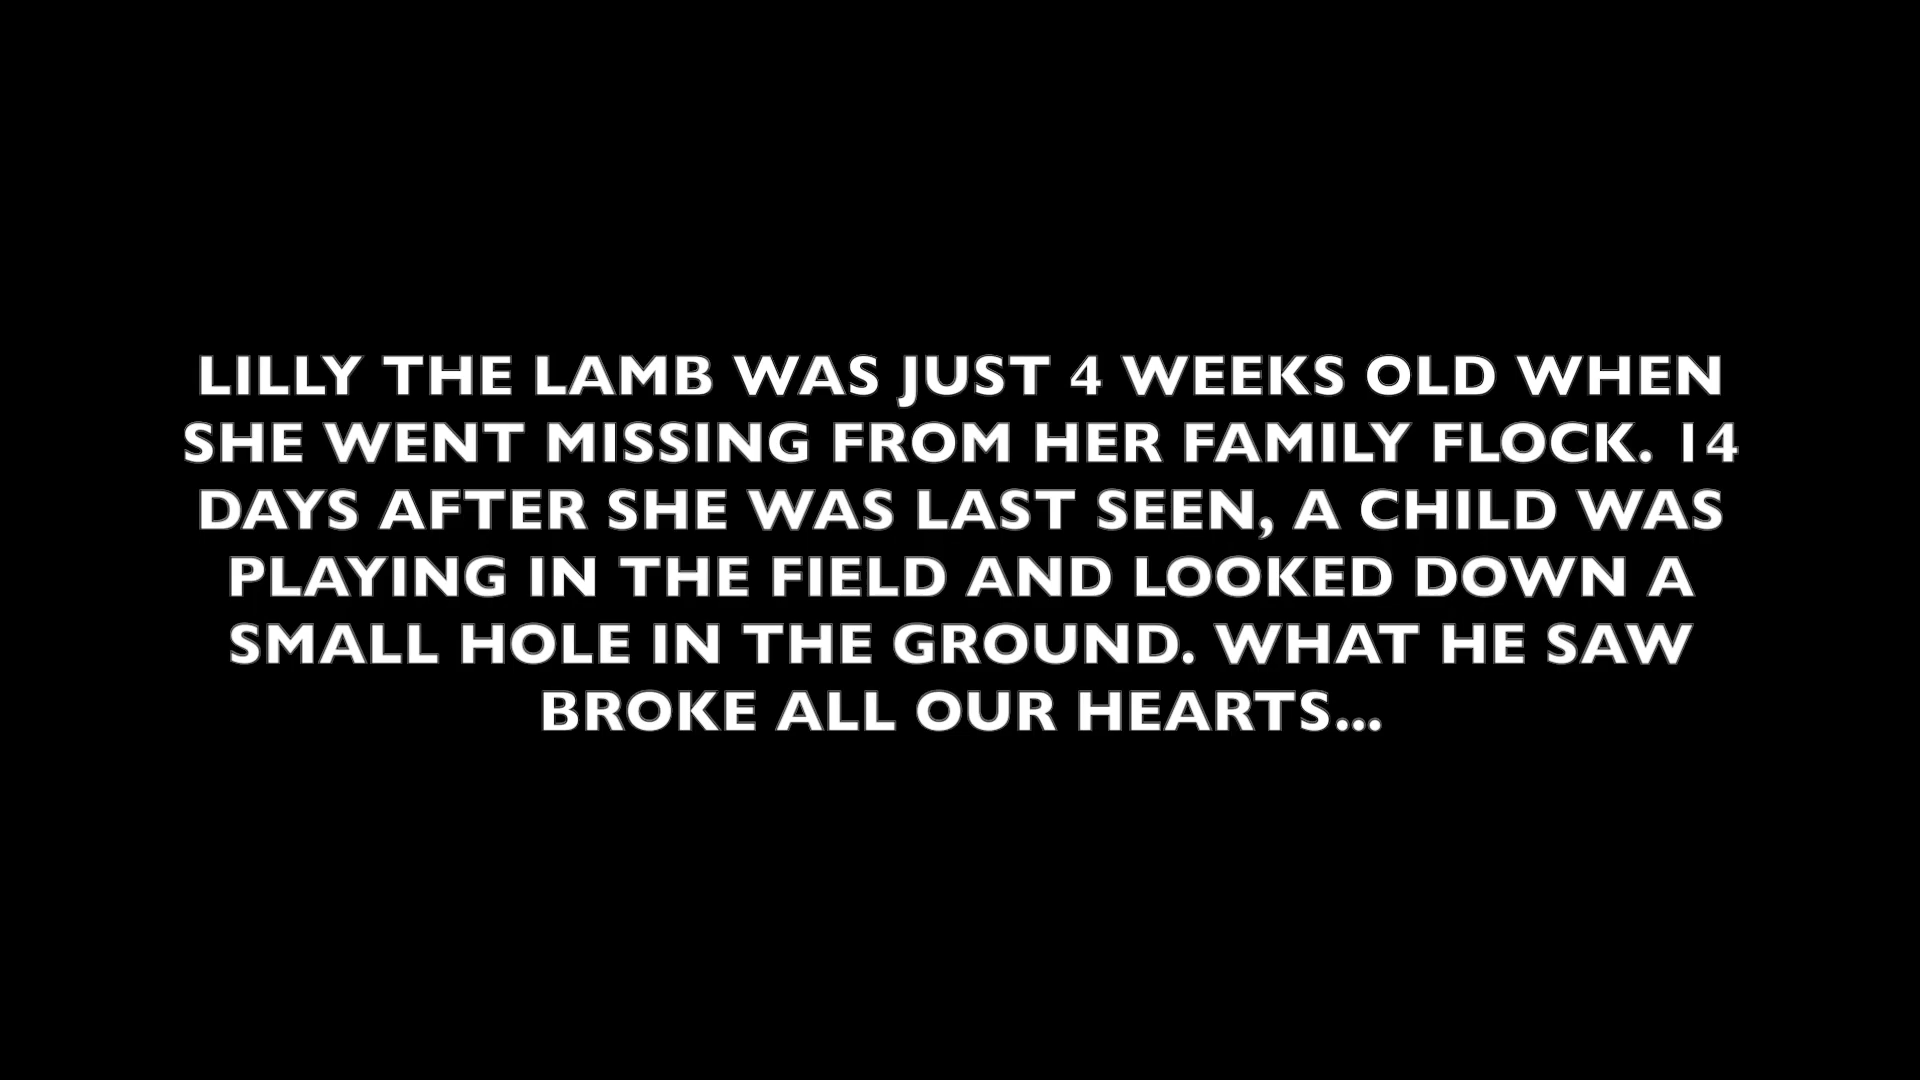 LILLY THE LAMB WAS JUST 4 WEEKS OLD WHEN
SHE WENT MISSING FROM HER FAMILY FLOCK. 14
DAYS AFTER SHE WAS LAST SEEN, A CHILD WAS
PLAYING IN THE FIELD AND LOOKED DOWN A
SMALL HOLE IN THE GROUND. WHAT HE SAW
BROKE ALL OUR HEARTS...